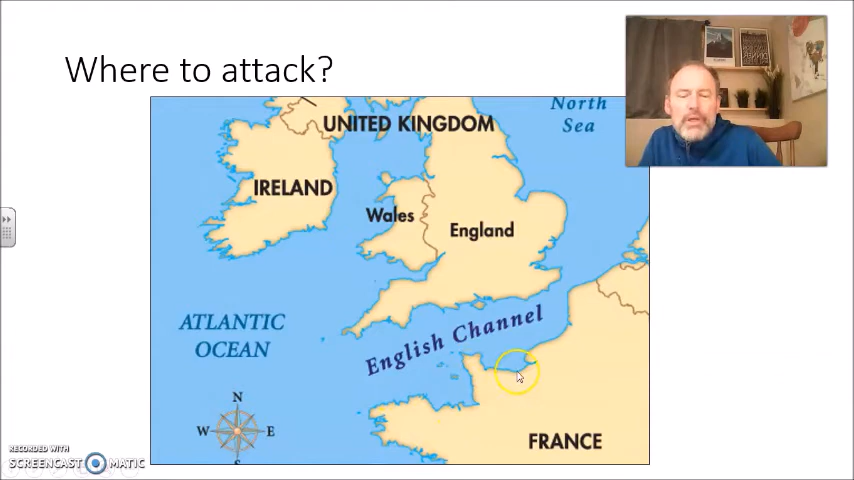 Where to attack?
North
Sea
UNITED KINGDOM
IRELAND
Wales
England
ATLANTIC
OCEAN
English Channel
N
W
E
S
FRANCE
RECORDED WITH
SCREENCAST MATIC